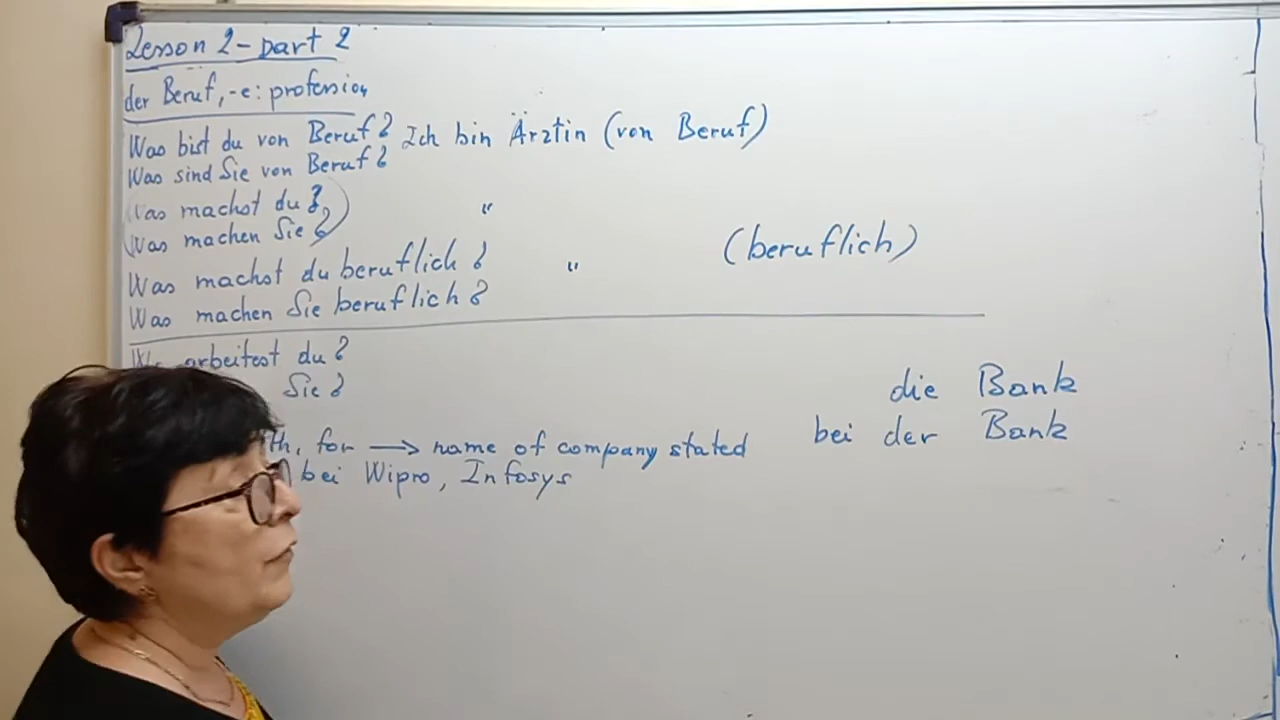 Lesson 2 - part 2
der Beruf, -e: profession
Was bist du von Beruf? Ich bin Ärztin (von Beruf)
Was sind Sie von Beruf?
(Was machst du?) "
(Was machen Sie?)
Was machst du beruflich? " (beruflich)
Was machen Sie beruflich?
Wo arbeitest du?
Sie?
die Bank
bei der Bank
for → name of company stated
bei Wipro, Infosys